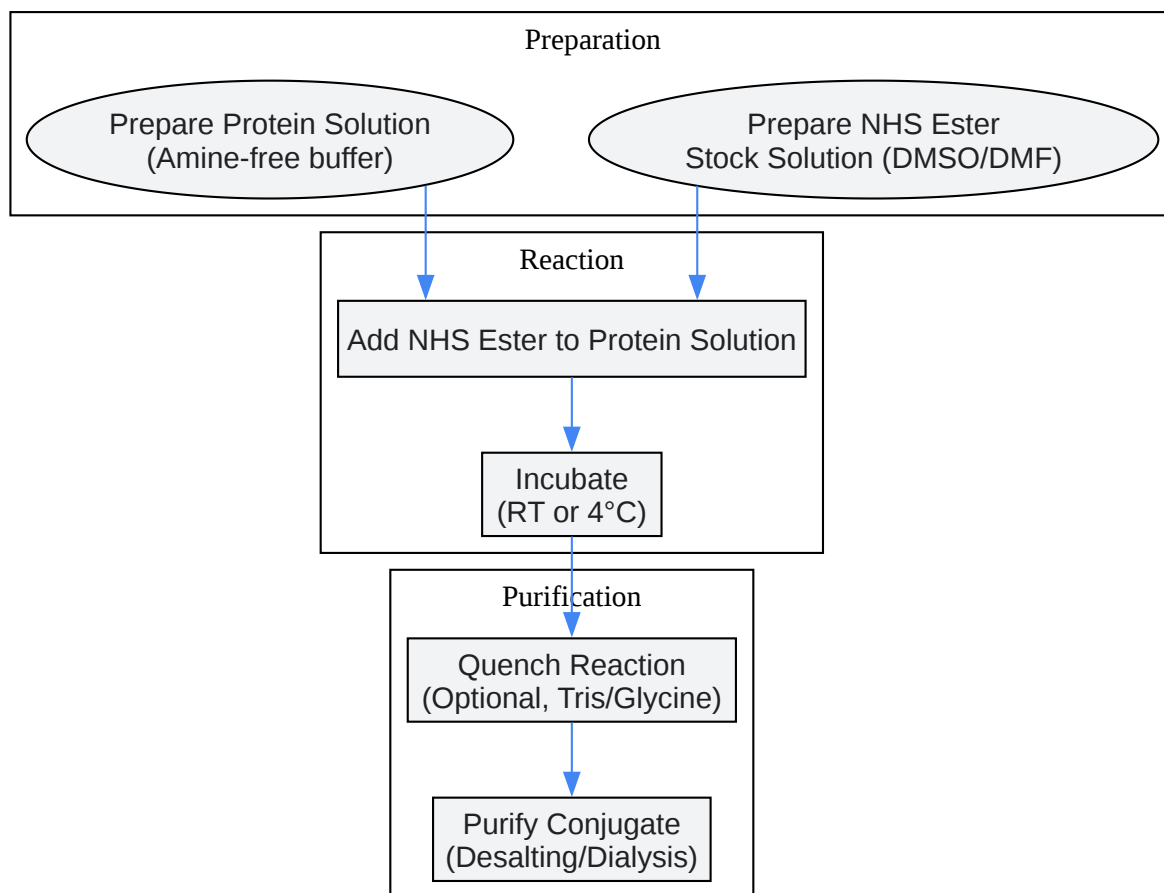 Preparation
Prepare Protein Solution
(Amine-free buffer)
Prepare NHS Ester
Stock Solution (DMSO/DMF)
Reaction
Add NHS Ester to Protein Solution
Incubate
(RT or 4°C)
Purification
Quench Reaction
(Optional, Tris/Glycine)
Purify Conjugate
(Desalting/Dialysis)